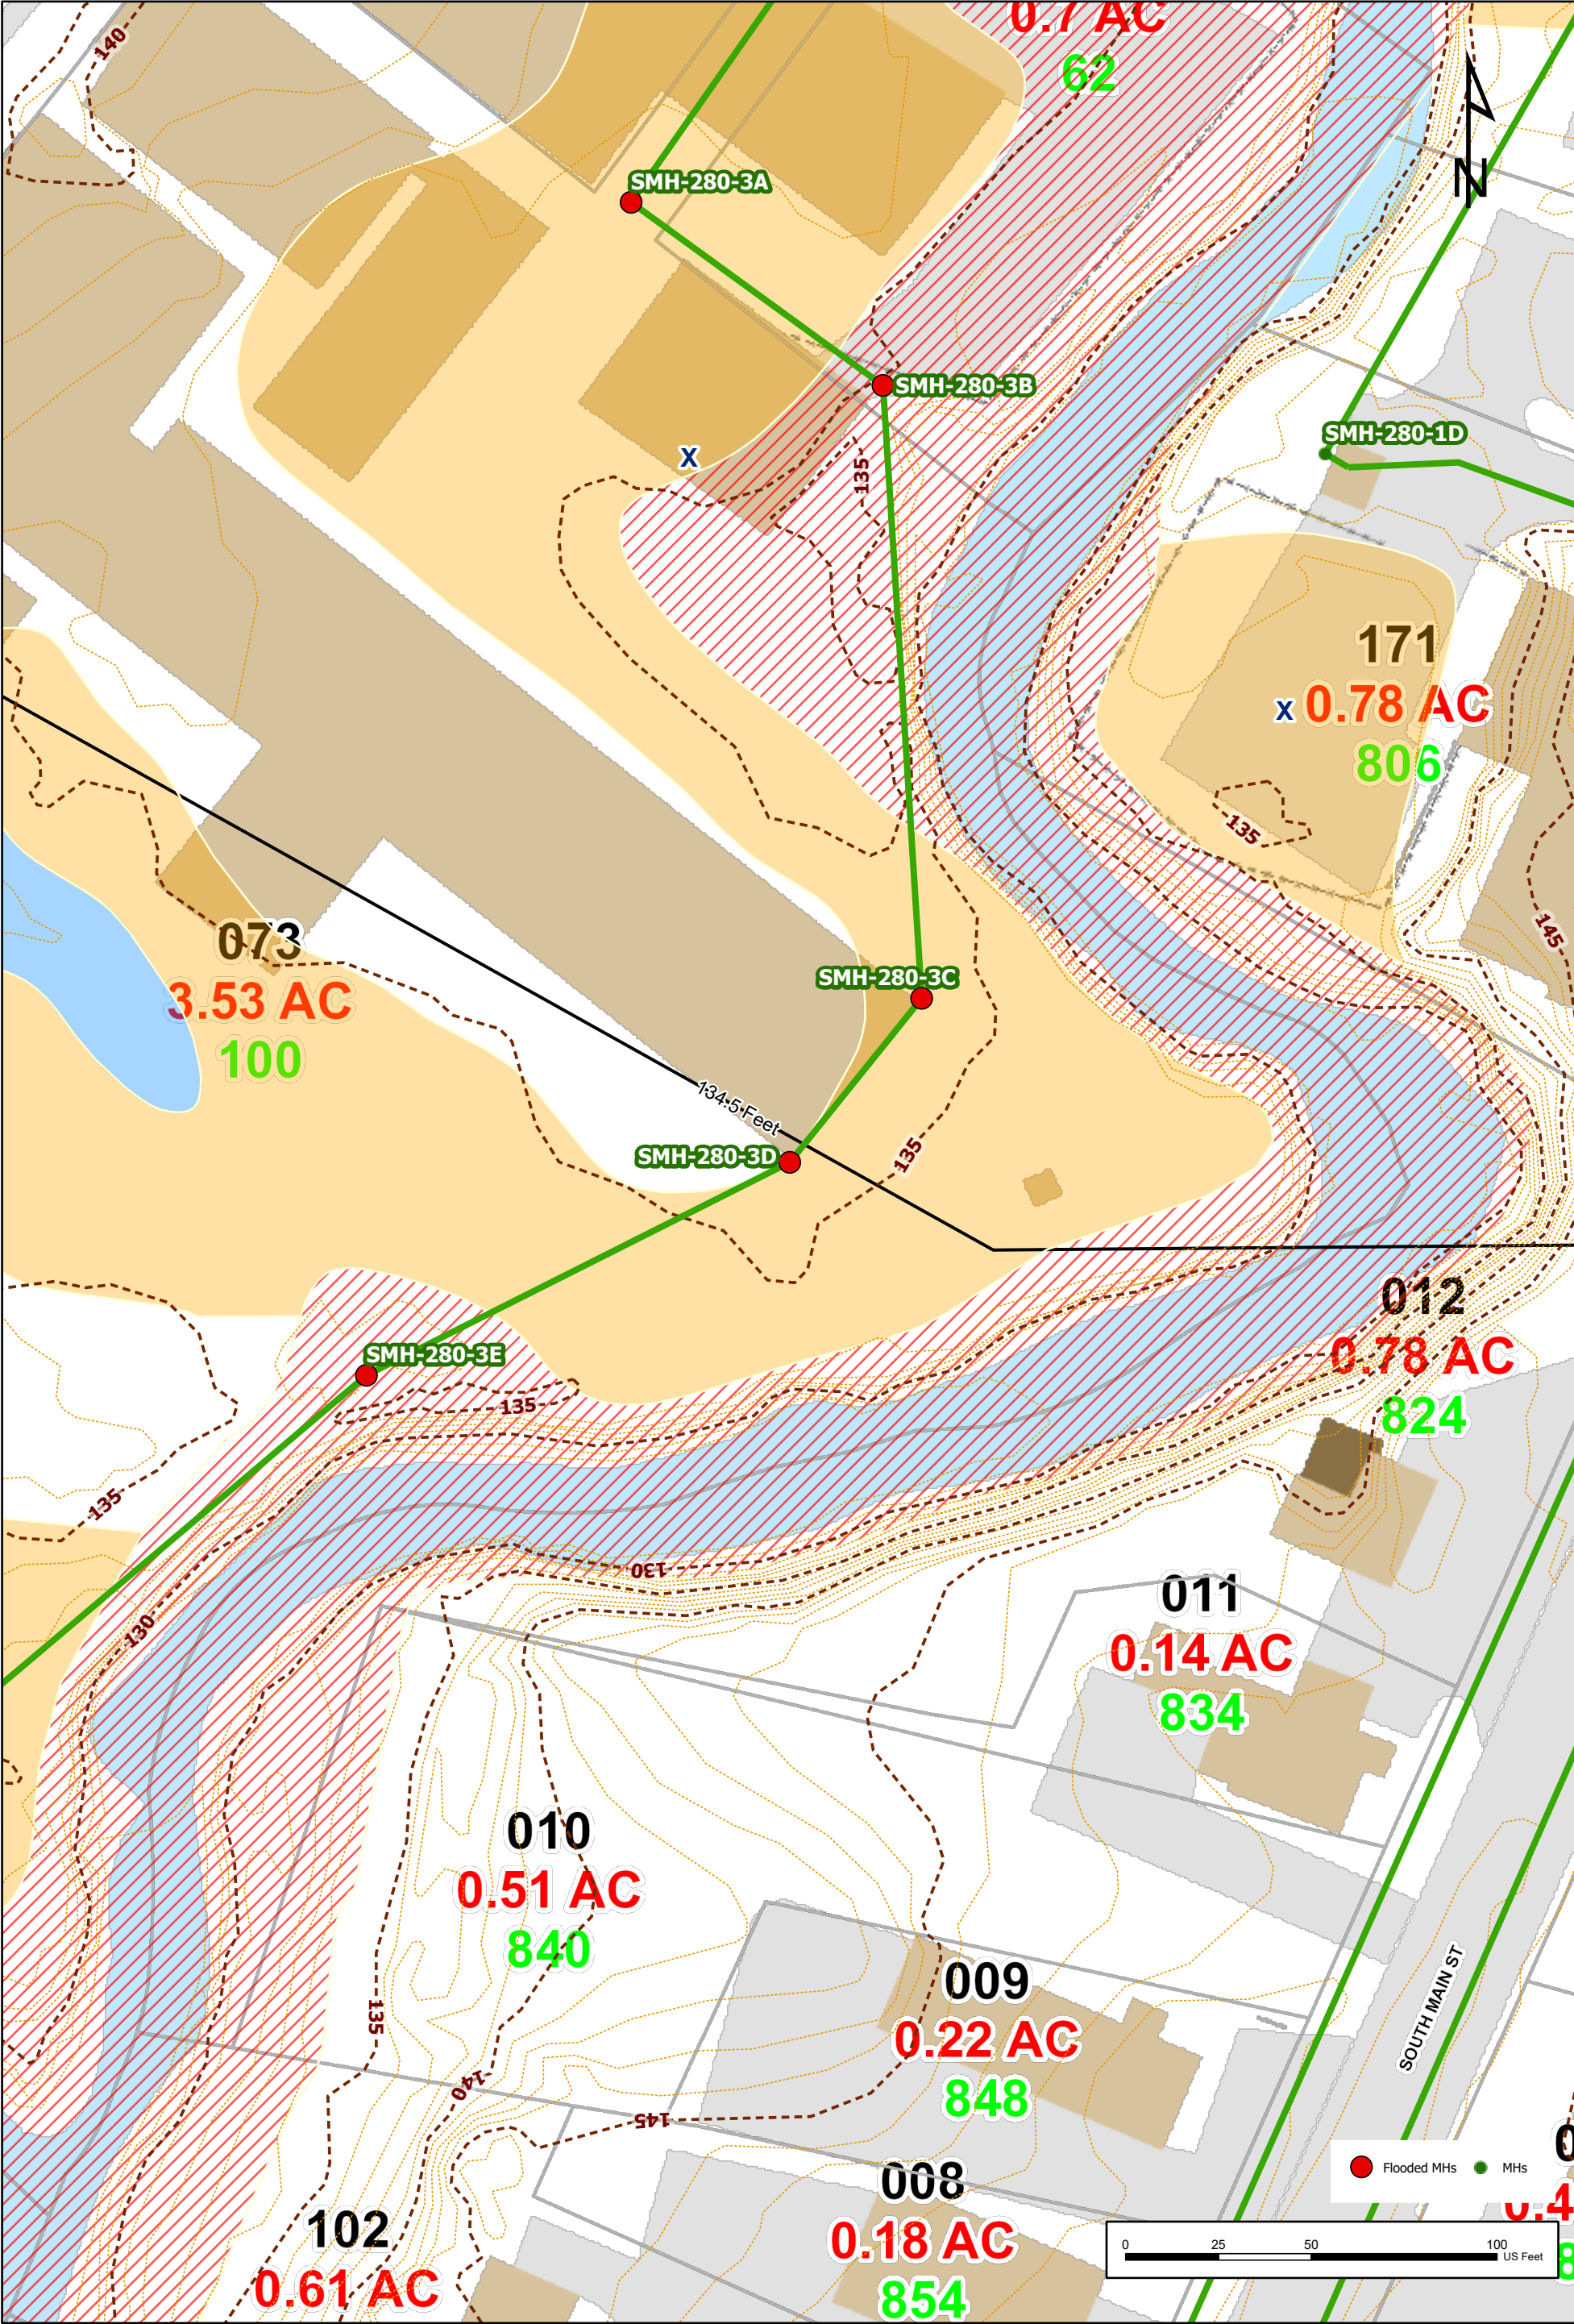 140
0.7 AC
62
N
SMH-280-3A
SMH-280-3B
SMH-280-1D
X
135
171
X
0.78 AC
806
135
145
073
3.53 AC
100
SMH-280-3C
134.5 Feet
SMH-280-3D
135
012
0.78 AC
824
SMH-280-3E
135
135
130
130
011
0.14 AC
834
010
0.51 AC
840
009
0.22 AC
848
135
140
145
SOUTH MAIN ST
008
0.18 AC
854
102
0.61 AC
Flooded MHs
MHs
0
25
50
100
US Feet